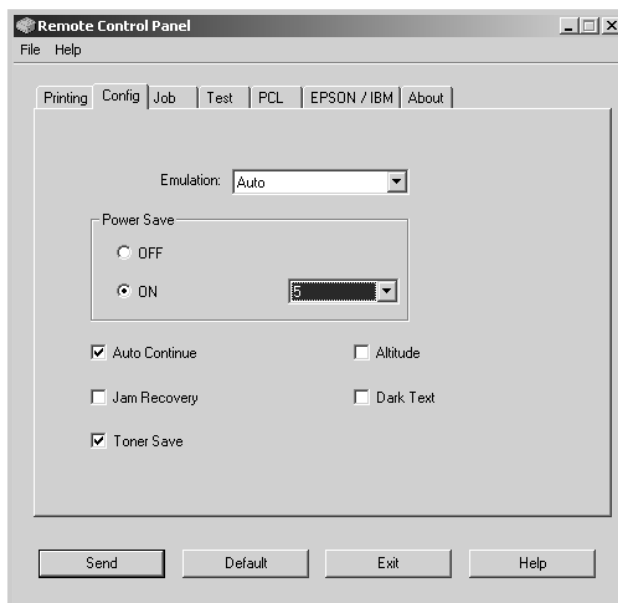 Remote Control Panel
File Help
Printing Config Job Test PCL EPSON / IBM About
Emulation: Auto
Power Save
OFF
ON 5
Auto Continue Altitude
Jam Recovery Dark Text
Toner Save
Send Default Exit Help